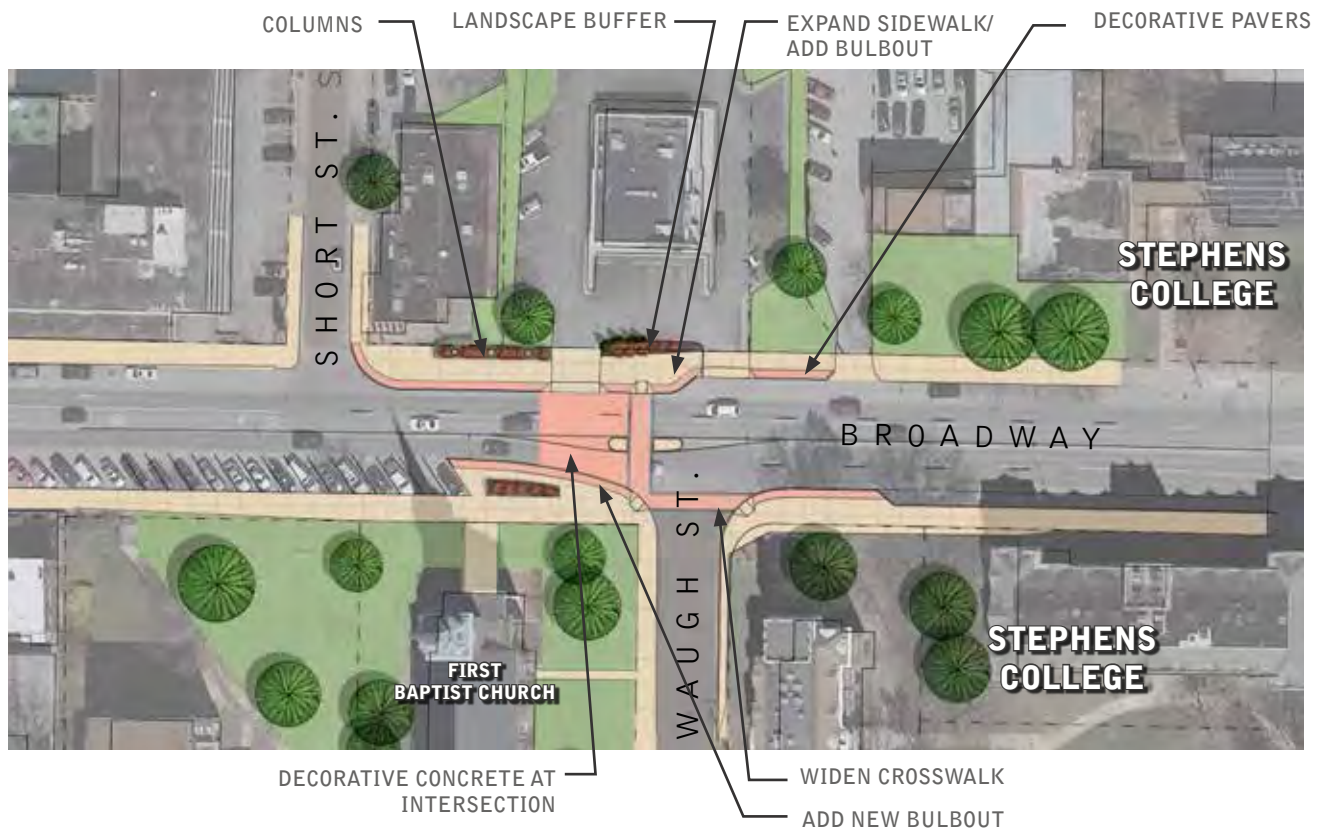 COLUMNS
LANDSCAPE BUFFER
EXPAND SIDEWALK/
ADD BULBOUT
DECORATIVE PAVERS
SHORT ST.
STEPHENS
COLLEGE
BROADWAY
WAUGH ST.
FIRST
BAPTIST CHURCH
STEPHENS
COLLEGE
DECORATIVE CONCRETE AT
INTERSECTION
WIDEN CROSSWALK
ADD NEW BULBOUT